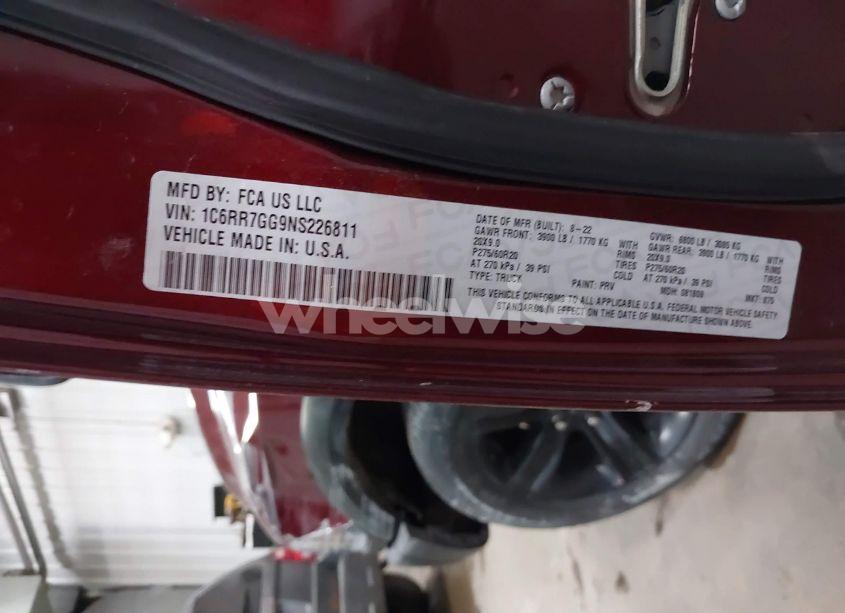 MFD BY: FCA US LLC
VIN: 1C6RR7GG9NS226811
VEHICLE MADE IN: U.S.A.
DATE OF MFR (BUILT): 8-22 GVWR: 6800 LB / 3085 KG
GAWR FRONT: 3900 LB / 1770 KG WITH GAWR REAR: 3900 LB / 1770 KG WITH
20X9.0 RIMS 20X9.0 RIMS
P275/60R20 TIRES P275/60R20 TIRES
AT 270 kPa / 39 PSI COLD AT 270 kPa / 39 PSI COLD
TYPE: TRUCK PAINT: PRV MDH: 081809 MKT: 875
THIS VEHICLE CONFORMS TO ALL APPLICABLE U.S.A. FEDERAL MOTOR VEHICLE SAFETY
STANDARDS IN EFFECT ON THE DATE OF MANUFACTURE SHOWN ABOVE.
wheelwise